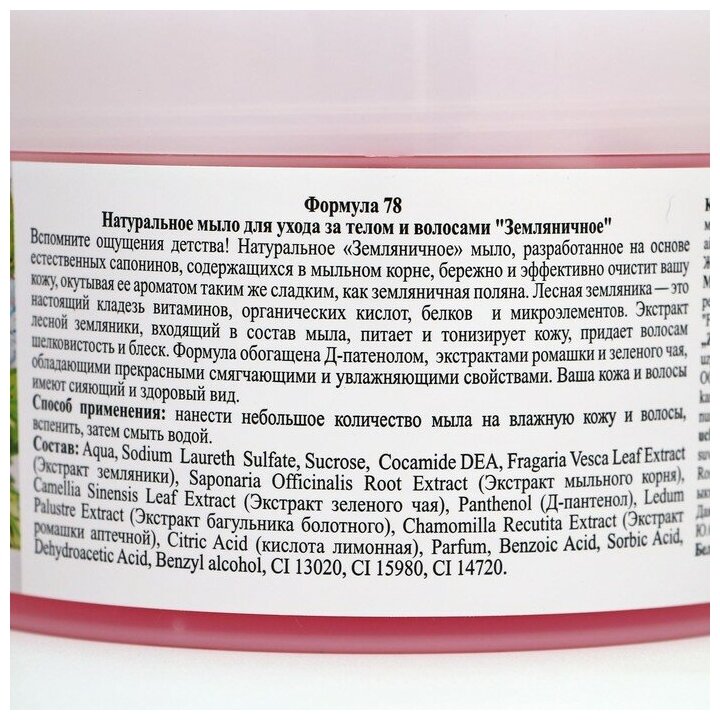 Формула 78
Натуральное мыло для ухода за телом и волосами "Земляничное"
Вспомните ощущения детства! Натуральное «Земляничное» мыло, разработанное на основе
естественных сапонинов, содержащихся в мыльном корне, бережно и эффективно очистит вашу
кожу, окутывая ее ароматом таким же сладким, как земляничная поляна. Лесная земляника — это
настоящий кладезь витаминов, органических кислот, белков и микроэлементов. Экстракт
лесной земляники, входящий в состав мыла, питает и тонизирует кожу, придает волосам
шелковистость и блеск. Формула обогащена Д-патенолом, экстрактами ромашки и зеленого чая,
обладающими прекрасными смягчающими и увлажняющими свойствами. Ваша кожа и волосы
имеют сияющий и здоровый вид.
Способ применения: нанести небольшое количество мыла на влажную кожу и волосы,
вспенить, затем смыть водой.
Состав: Aqua, Sodium Laureth Sulfate, Sucrose, Cocamide DEA, Fragaria Vesca Leaf Extract
(Экстракт земляники), Saponaria Officinalis Root Extract (Экстракт мыльного корня),
Camellia Sinensis Leaf Extract (Экстракт зеленого чая), Panthenol (Д-пантенол), Ledum
Palustre Extract (Экстракт багульника болотного), Chamomilla Recutita Extract (Экстракт
ромашки аптечной), Citric Acid (кислота лимонная), Parfum, Benzoic Acid, Sorbic Acid,
Dehydroacetic Acid, Benzyl alcohol, CI 13020, CI 15980, CI 14720.